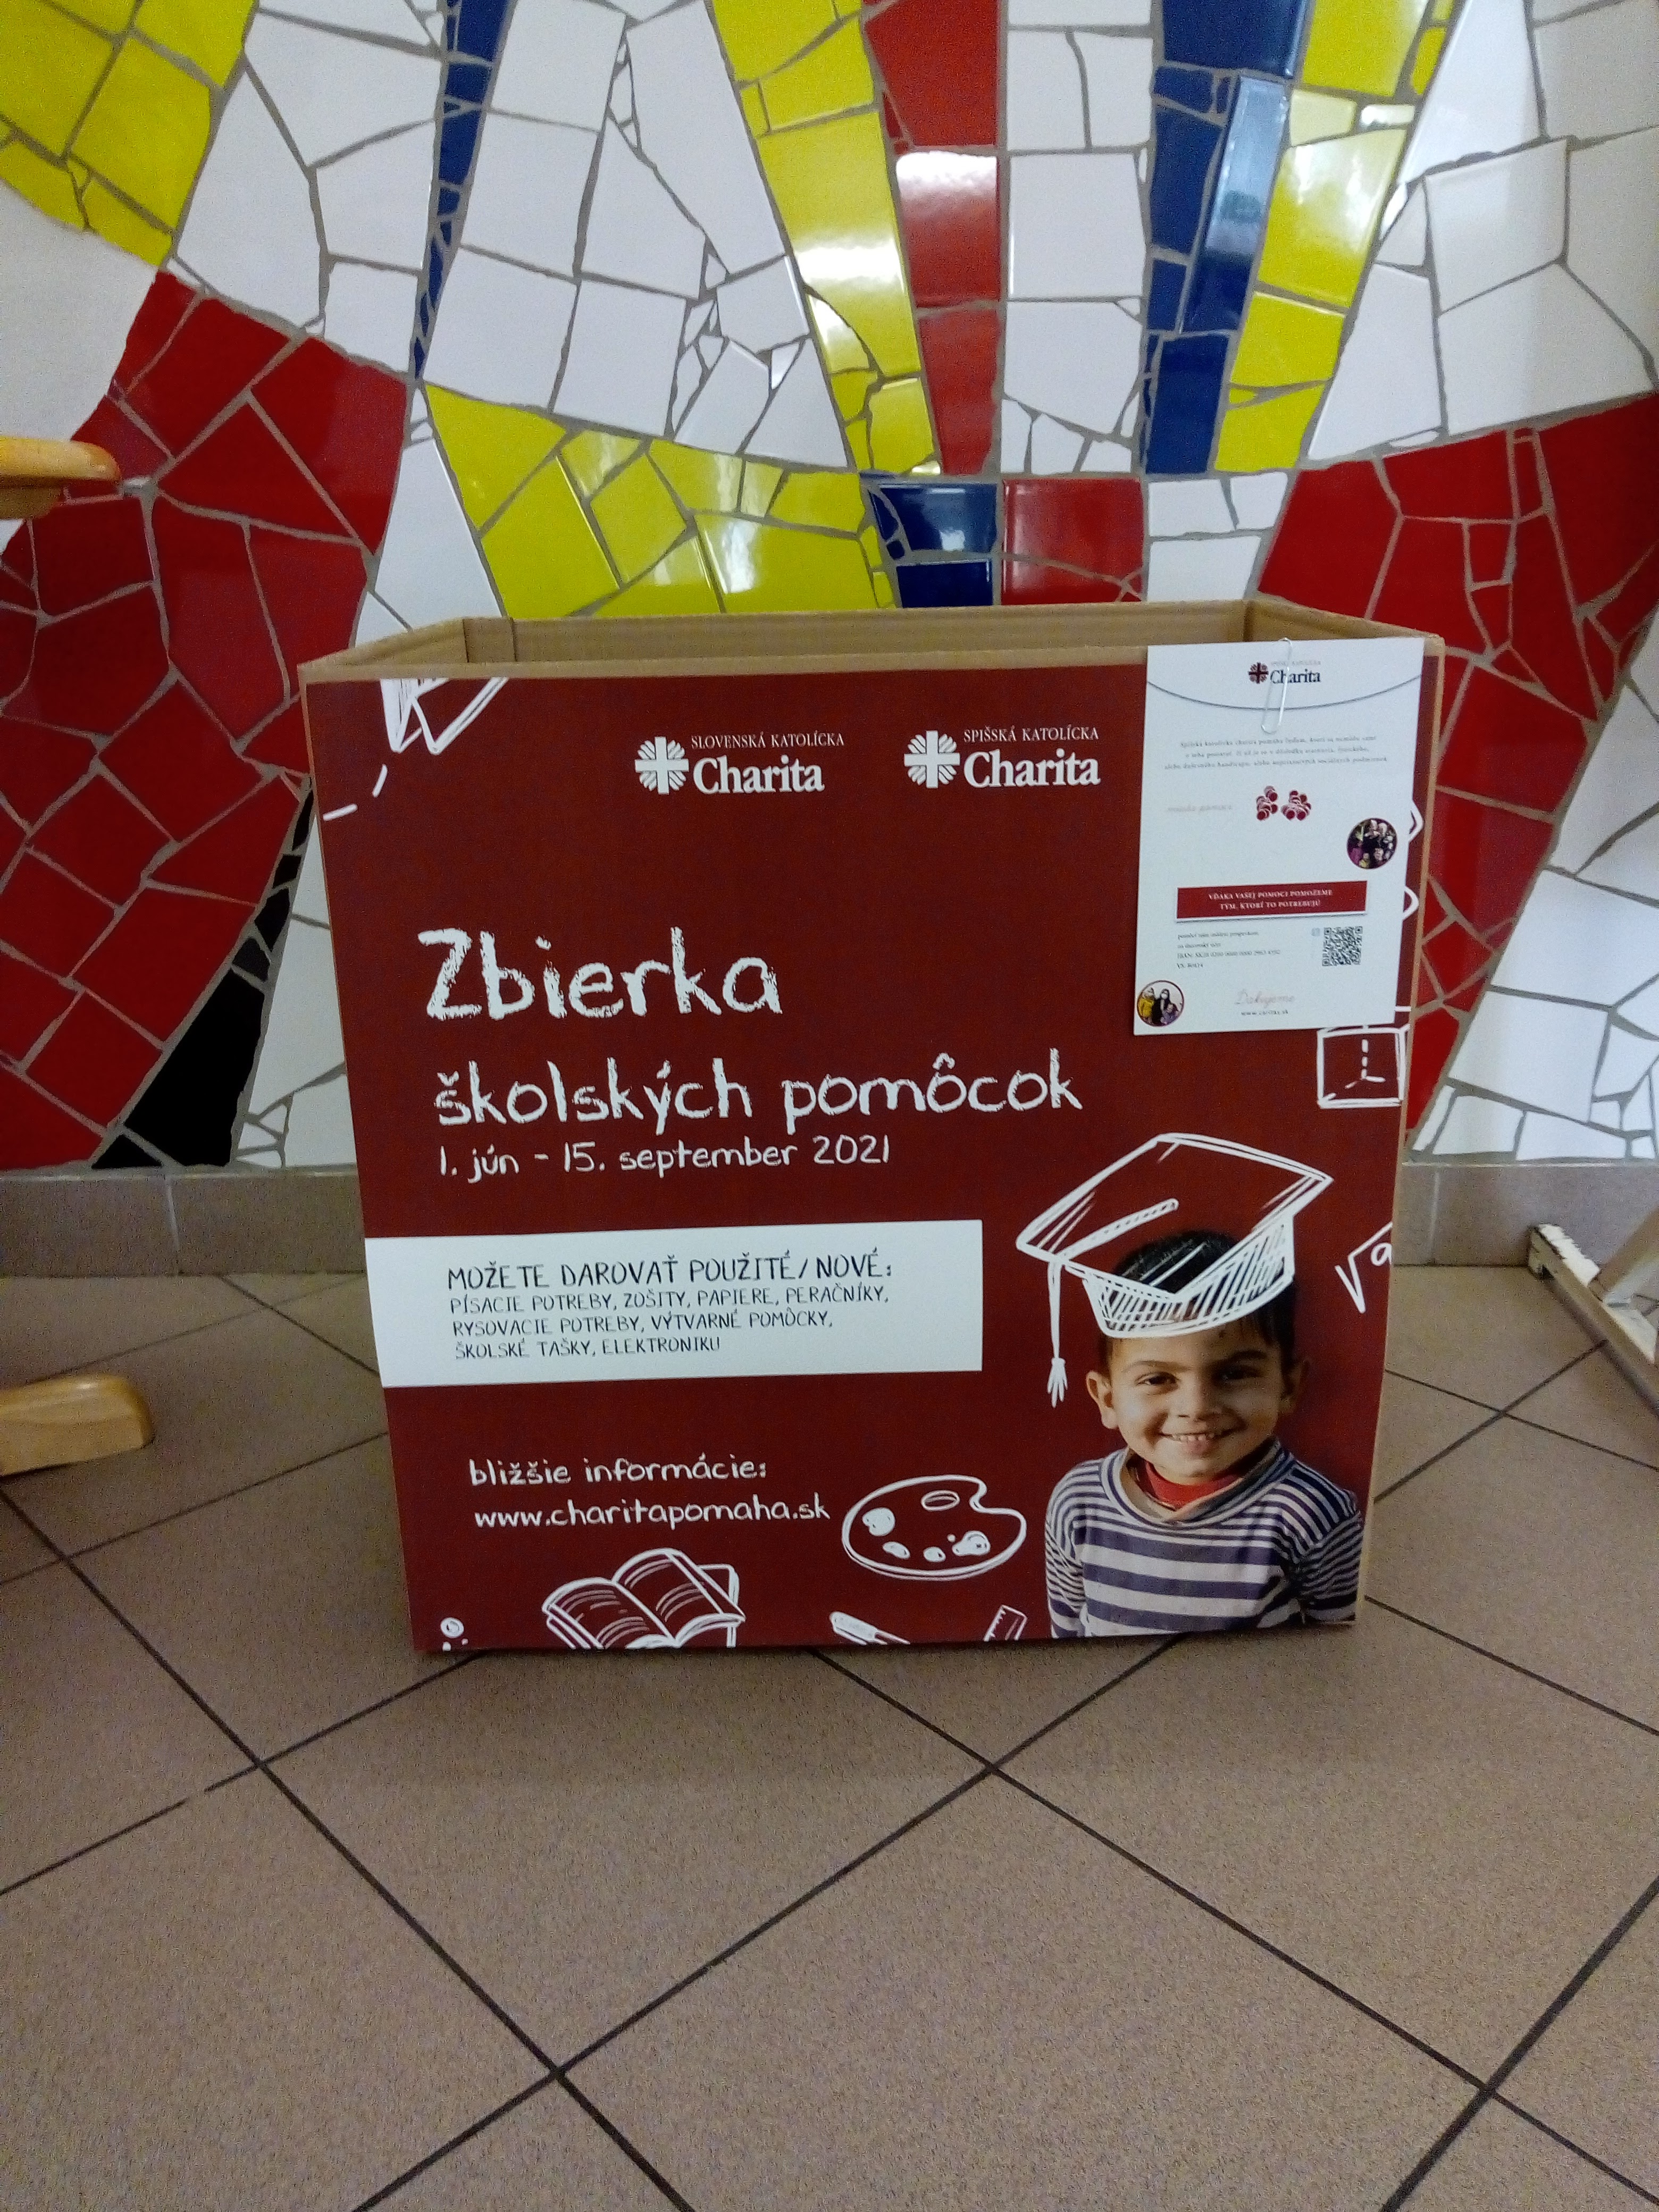 SLOVENSKÁ KATOLÍCKA
Charita
SPIŠSKÁ KATOLÍCKA
Charita
Charita
VĎAKA VAŠEJ POMOCI POMÔŽEME
TÝM, KTORÍ TO POTREBUJÚ
Ďakujeme
Zbierka
školských pomôcok
1. jún - 15. september 2021
MOŽETE DAROVAŤ POUŽITÉ/NOVÉ:
PÍSACIE POTREBY, ZOŠITY, PAPIERE, PERAČNÍKY,
RYSOVACIE POTREBY, VÝTVARNÉ POMÔCKY,
ŠKOLSKÉ TAŠKY, ELEKTRONIKU
bližšie informácie:
www.charitapomaha.sk
√a